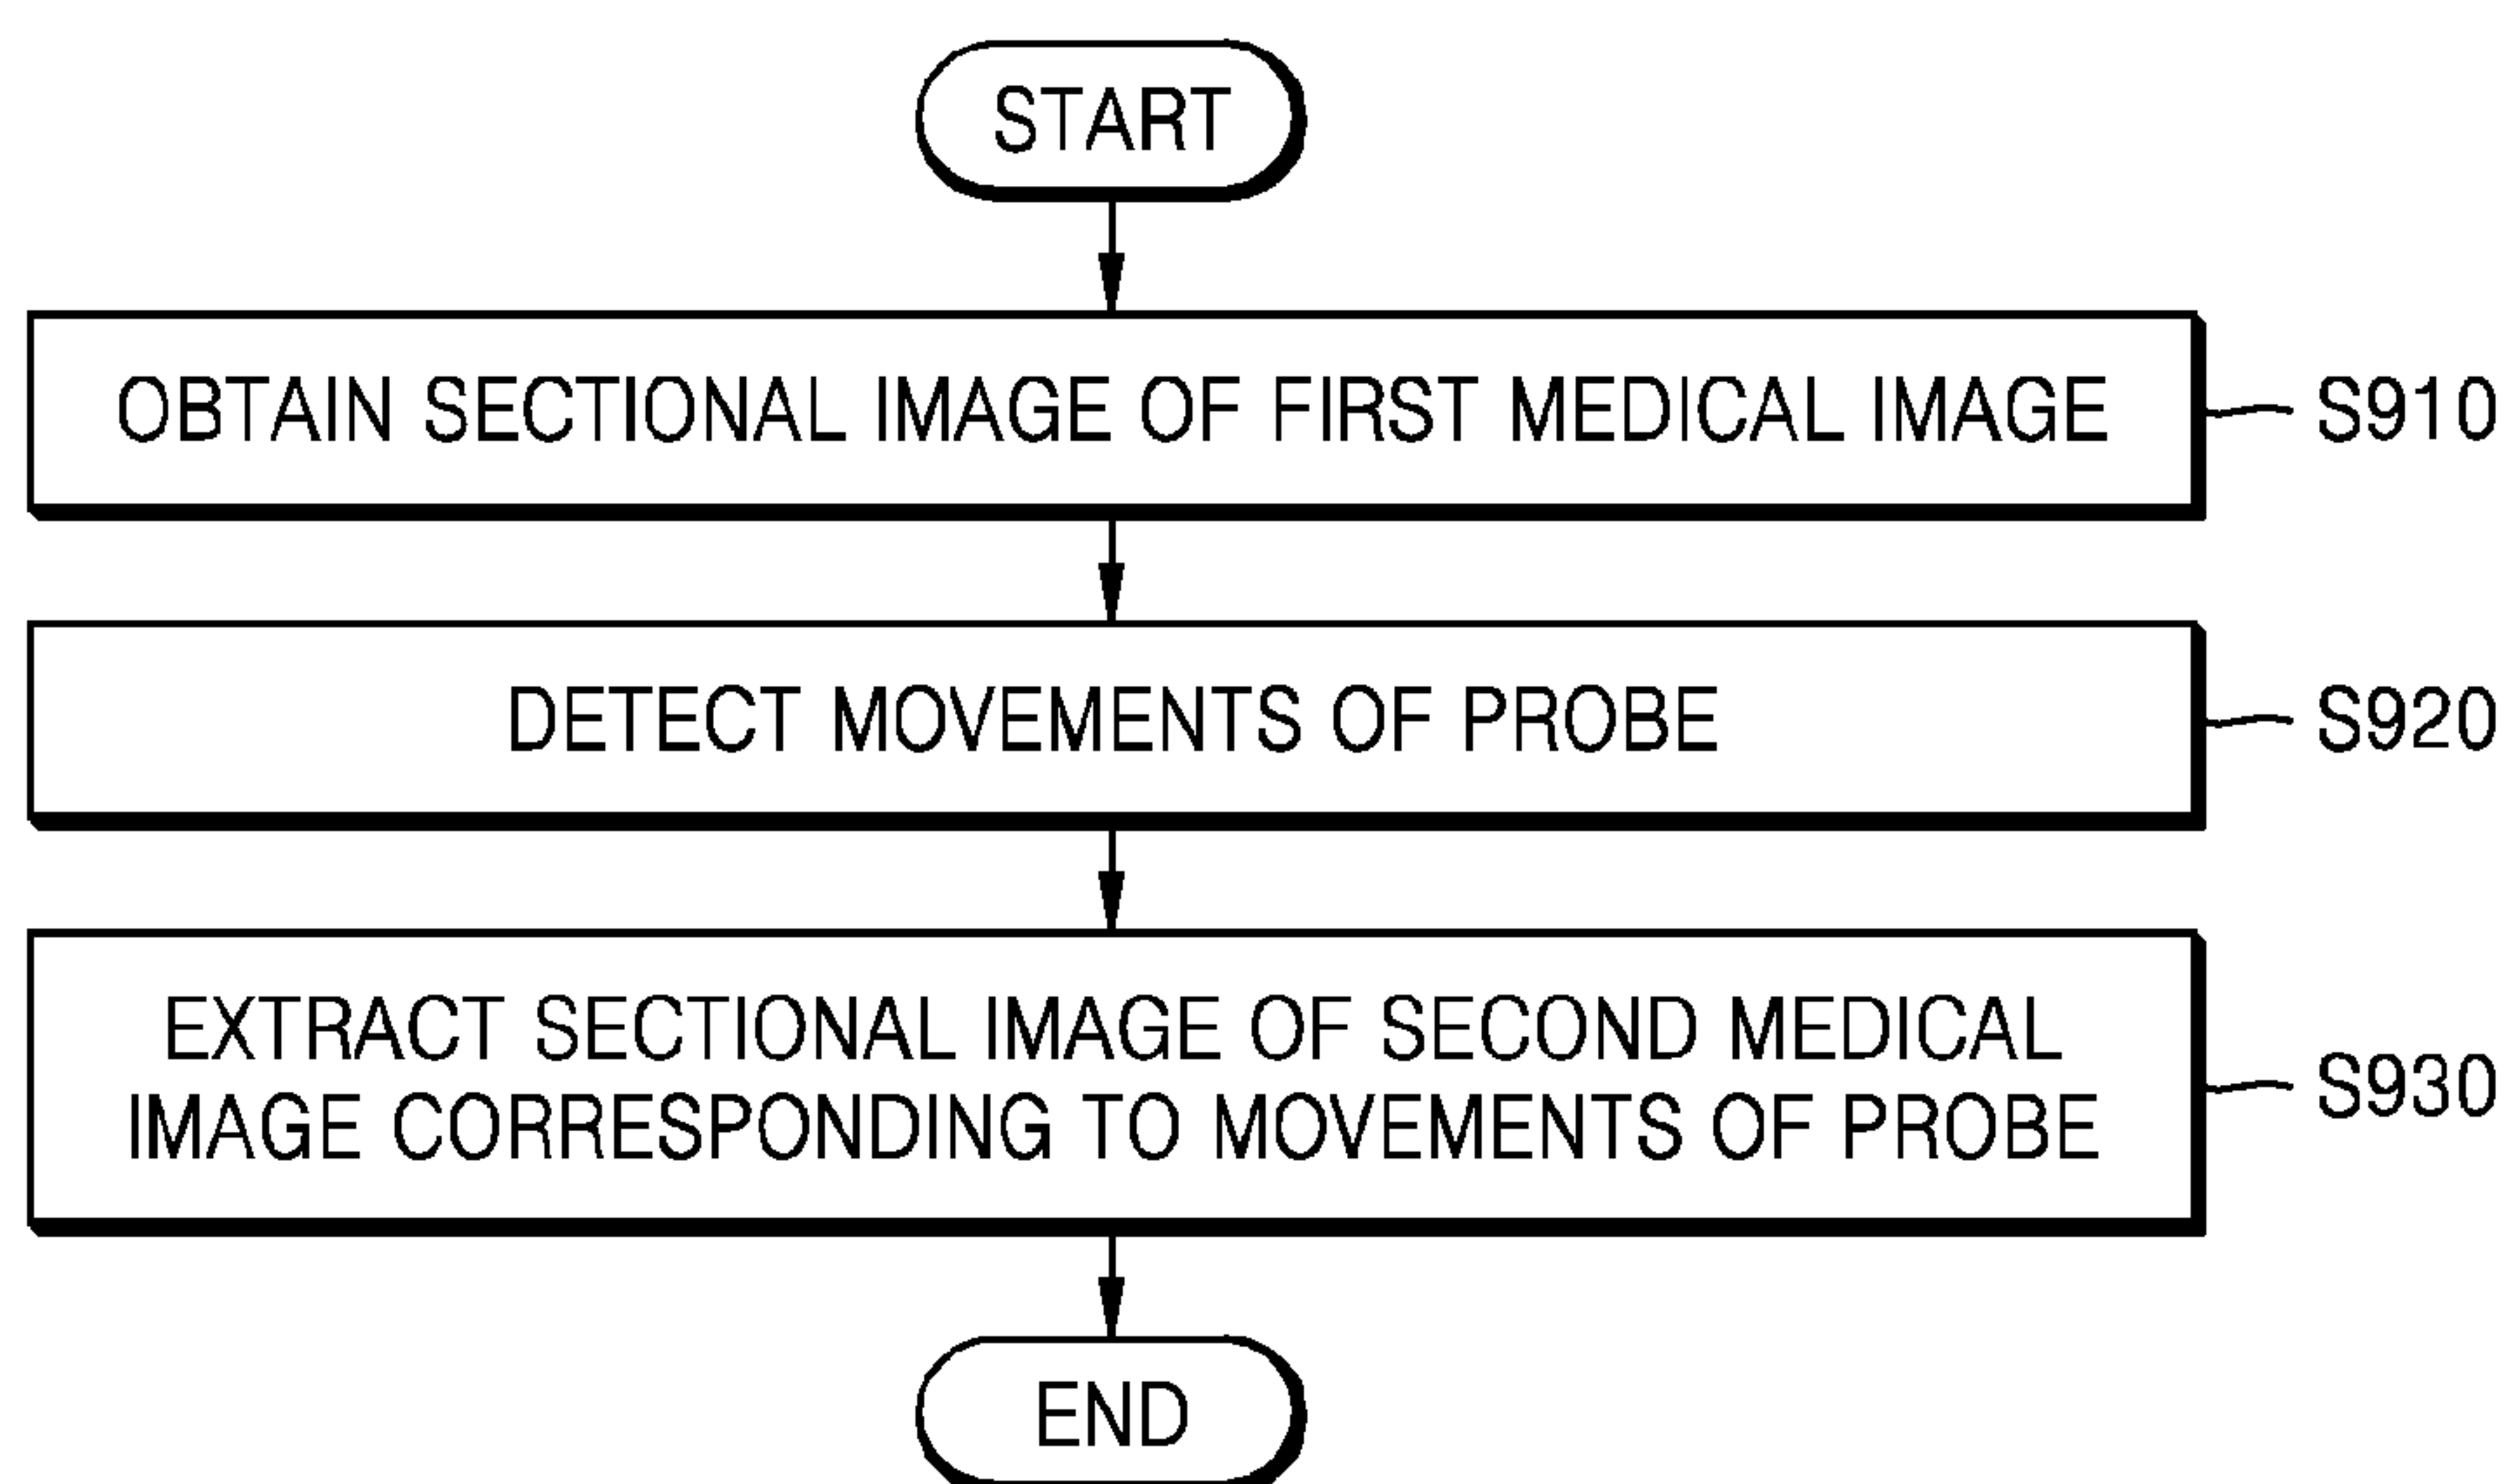 START
OBTAIN SECTIONAL IMAGE OF FIRST MEDICAL IMAGE
S910
DETECT MOVEMENTS OF PROBE
S920
EXTRACT SECTIONAL IMAGE OF SECOND MEDICAL
IMAGE CORRESPONDING TO MOVEMENTS OF PROBE
S930
END